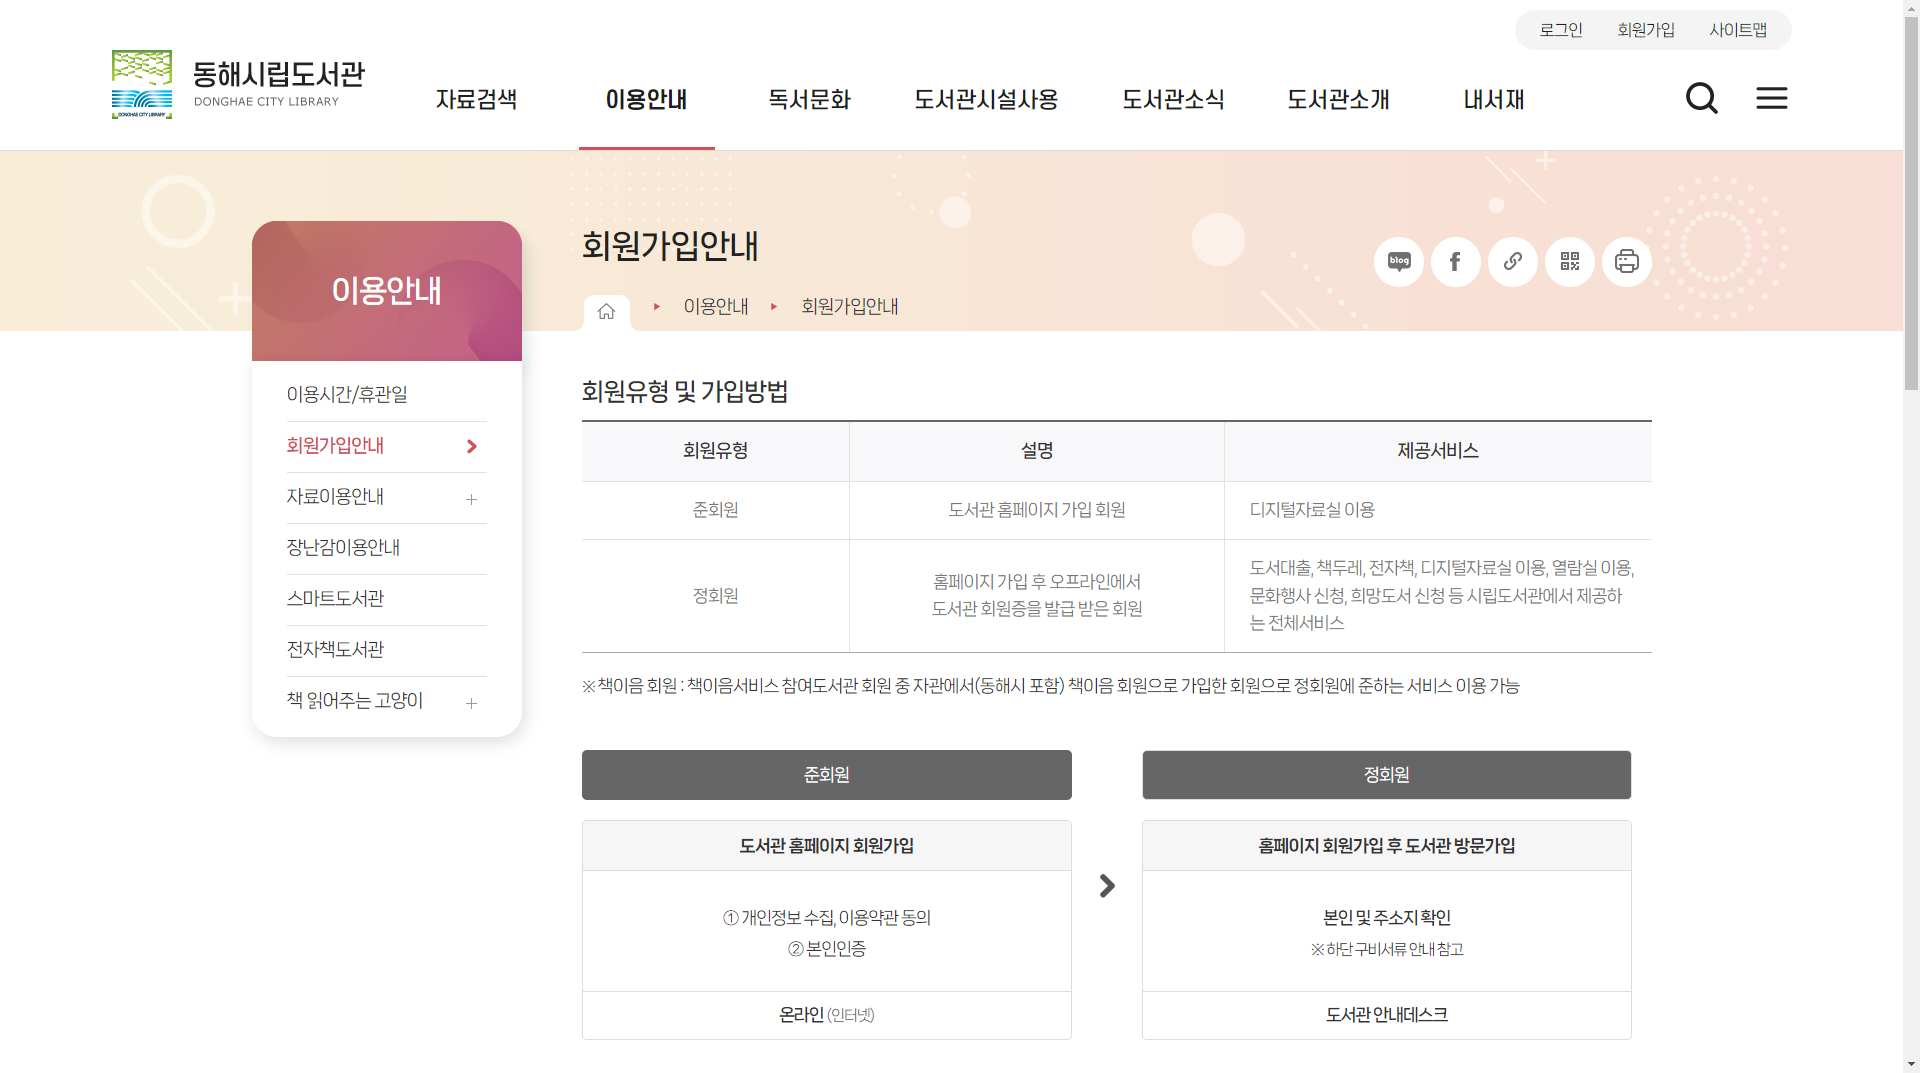 로그인
회원가입
사이트맵
동해시립도서관
DONGHAE CITY LIBRARY
DONGHAE CITY LIBRARY
자료검색
이용안내
독서문화
도서관시설사용
도서관소식
도서관소개
내서재
이용안내
이용시간/휴관일
회원가입안내
자료이용안내
장난감이용안내
스마트도서관
전자책도서관
책 읽어주는 고양이
회원가입안내
이용안내
회원가입안내
blog
회원유형 및 가입방법
회원유형
설명
제공서비스
준회원
도서관 홈페이지 가입 회원
디지털자료실 이용
정회원
홈페이지 가입 후 오프라인에서
도서관 회원증을 발급 받은 회원
도서대출, 책두레, 전자책, 디지털자료실 이용, 열람실 이용,
문화행사 신청, 희망도서 신청 등 시립도서관에서 제공하
는 전체서비스
※ 책이음 회원 : 책이음서비스 참여도서관 회원 중 자관에서(동해시 포함) 책이음 회원으로 가입한 회원으로 정회원에 준하는 서비스 이용 가능
준회원
도서관 홈페이지 회원가입
① 개인정보 수집, 이용약관 동의
② 본인인증
온라인 (인터넷)
정회원
홈페이지 회원가입 후 도서관 방문가입
본인 및 주소지 확인
※ 하단 구비서류 안내 참고
도서관 안내데스크